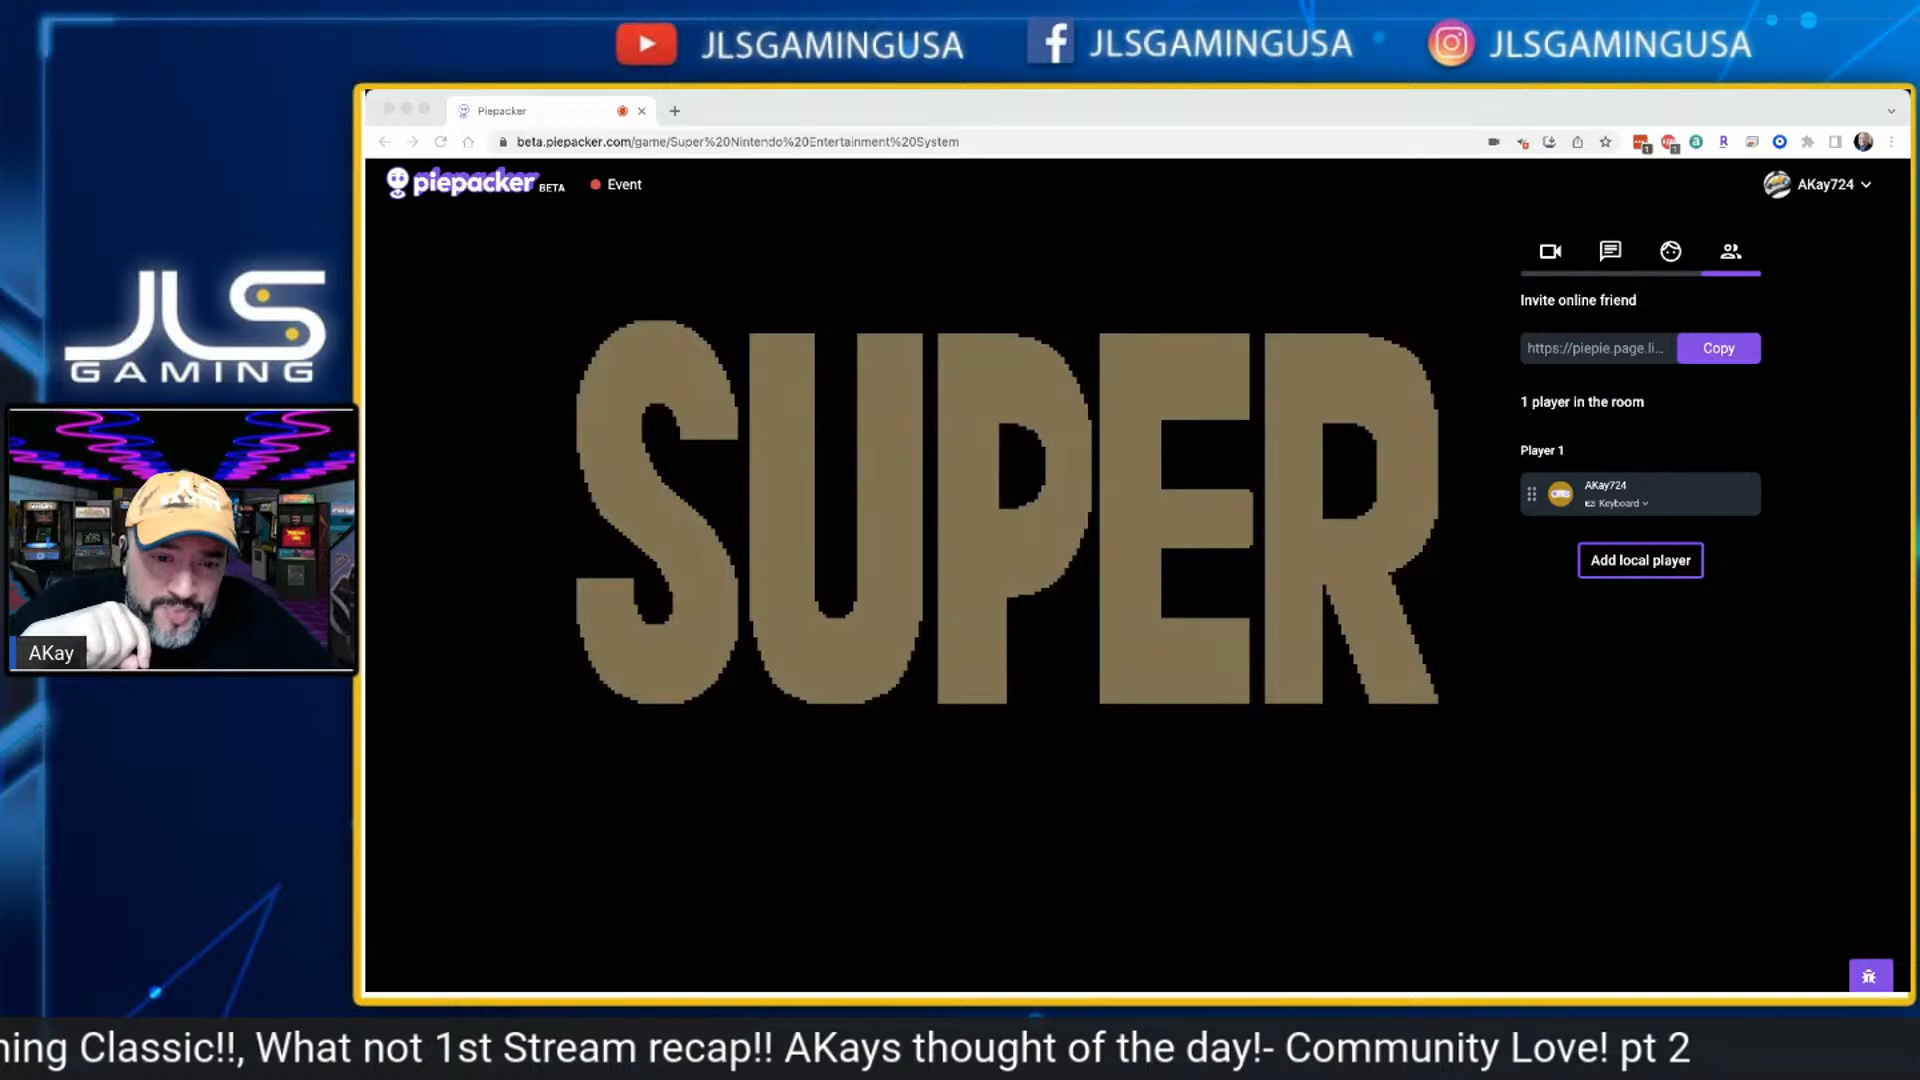 JLSGAMINGUSA
JLSGAMINGUSA
JLSGAMINGUSA
Piepacker
beta.piepacker.com/game/Super%20Nintendo%20Entertainment%20System
piepacker BETA
Event
AKay724
JLS
GAMING
Invite online friend
https://piepie.page.li...
Copy
1 player in the room
Player 1
AKay724
Keyboard
Add local player
SUPER
AKay
ning Classic!!, What not 1st Stream recap!! AKays thought of the day!- Community Love! pt 2